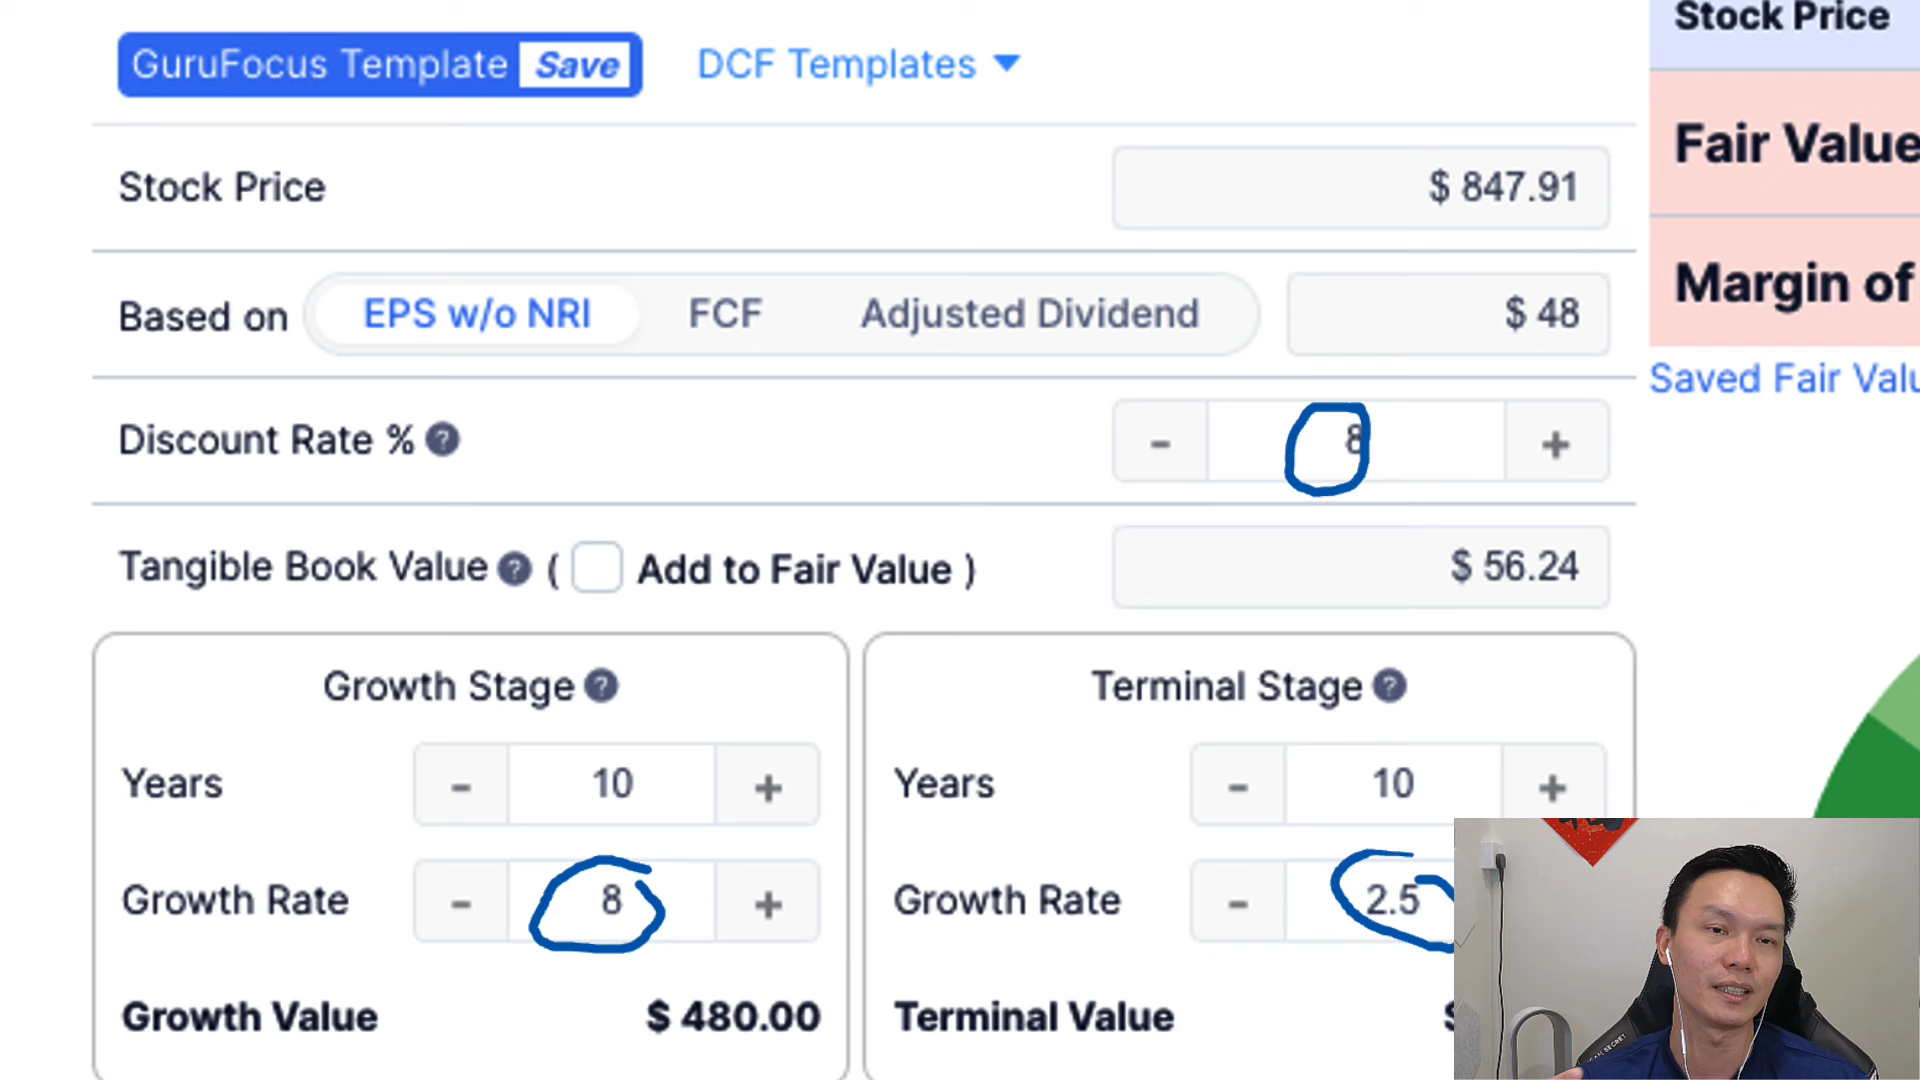 GuruFocus Template Save DCF Templates
Stock Price $ 847.91
Based on EPS w/o NRI FCF Adjusted Dividend $ 48
Discount Rate % ? - 8 +
Tangible Book Value ? ( Add to Fair Value ) $ 56.24
Growth Stage ?
Years - 10 +
Growth Rate - 8 +
Growth Value $ 480.00
Terminal Stage ?
Years - 10 +
Growth Rate - 2.5
Terminal Value
Stock Price
Fair Value
Margin of
Saved Fair